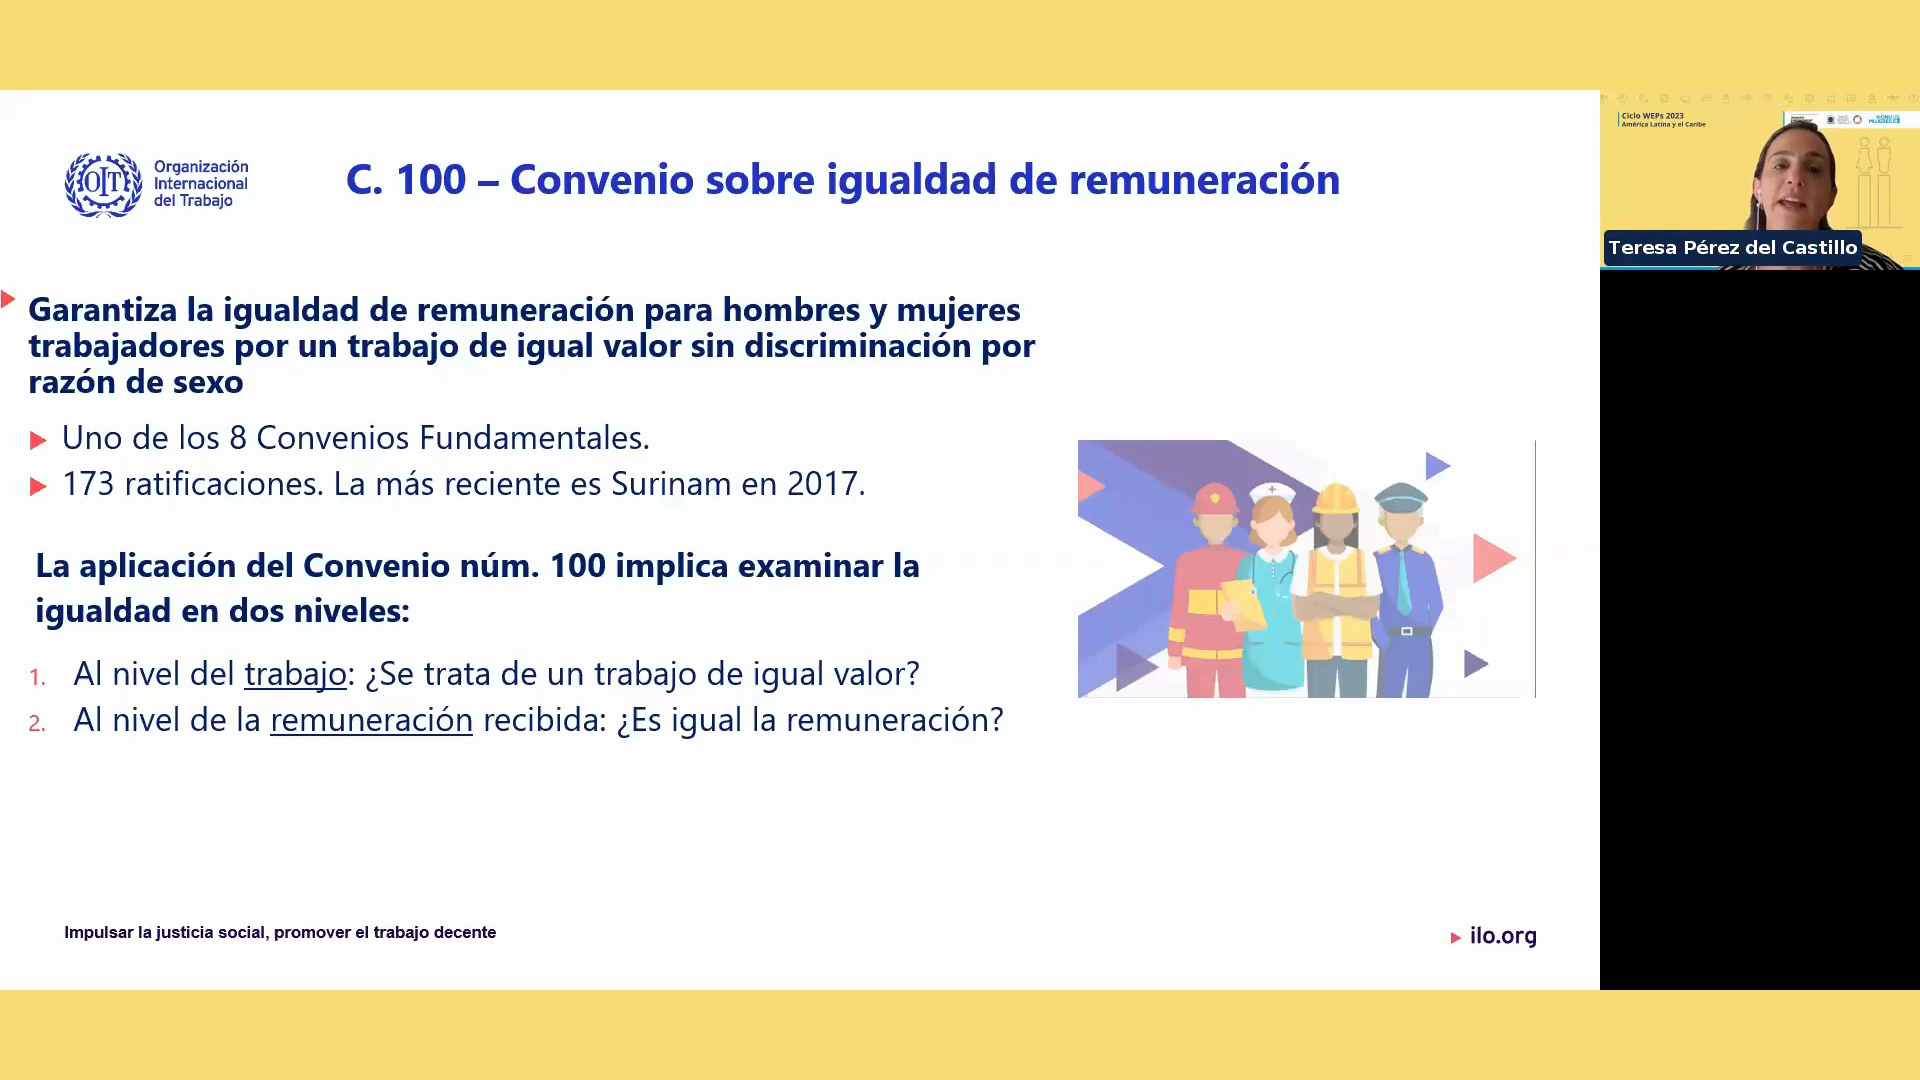 OIT
Organización
Internacional
del Trabajo
C. 100 – Convenio sobre igualdad de remuneración
Garantiza la igualdad de remuneración para hombres y mujeres
trabajadores por un trabajo de igual valor sin discriminación por
razón de sexo
Uno de los 8 Convenios Fundamentales.
173 ratificaciones. La más reciente es Surinam en 2017.
La aplicación del Convenio núm. 100 implica examinar la
igualdad en dos niveles:
1. Al nivel del trabajo: ¿Se trata de un trabajo de igual valor?
2. Al nivel de la remuneración recibida: ¿Es igual la remuneración?
Impulsar la justicia social, promover el trabajo decente
ilo.org
Ciclo WEPs 2023
América Latina y el Caribe
ONU
MUJERES
Teresa Pérez del Castillo